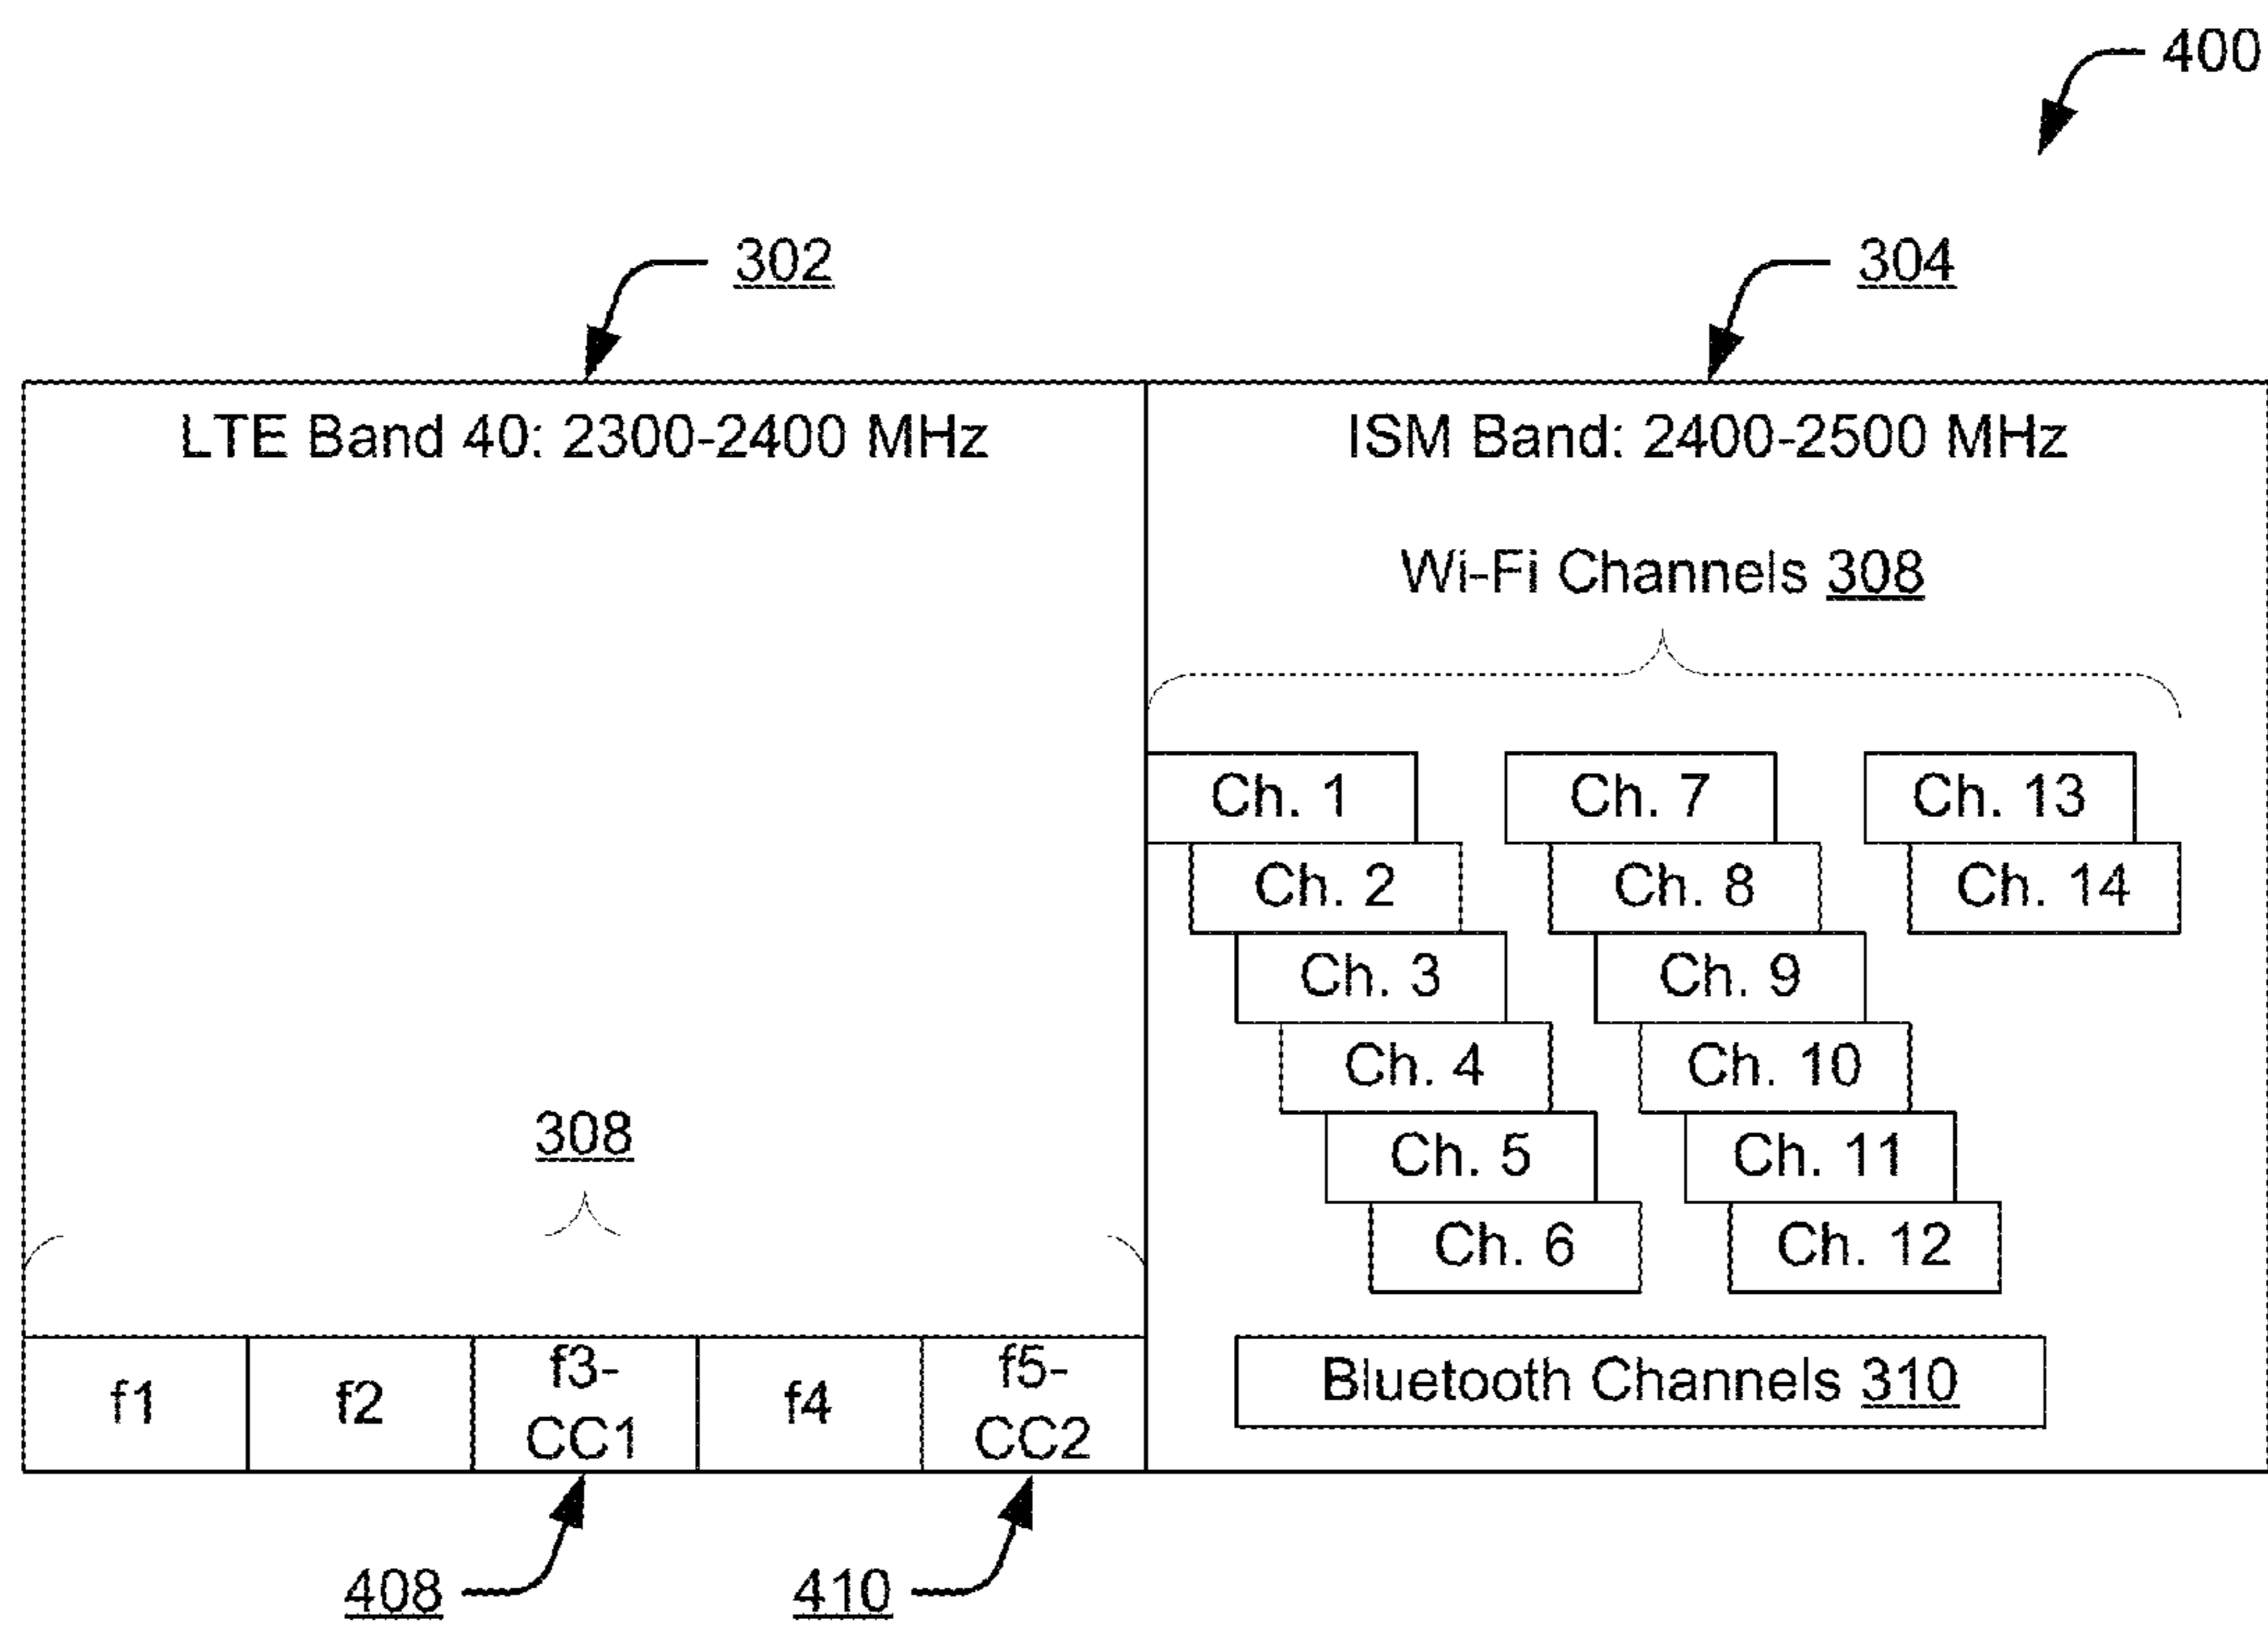 400
302
304
LTE Band 40: 2300-2400 MHz
ISM Band: 2400-2500 MHz
Wi-Fi Channels 308
Ch. 1
Ch. 7
Ch. 13
Ch. 2
Ch. 8
Ch. 14
Ch. 3
Ch. 9
Ch. 4
Ch. 10
308
Ch. 5
Ch. 11
Ch. 6
Ch. 12
f1
f2
f3-
CC1
f4
f5-
CC2
Bluetooth Channels 310
408
410